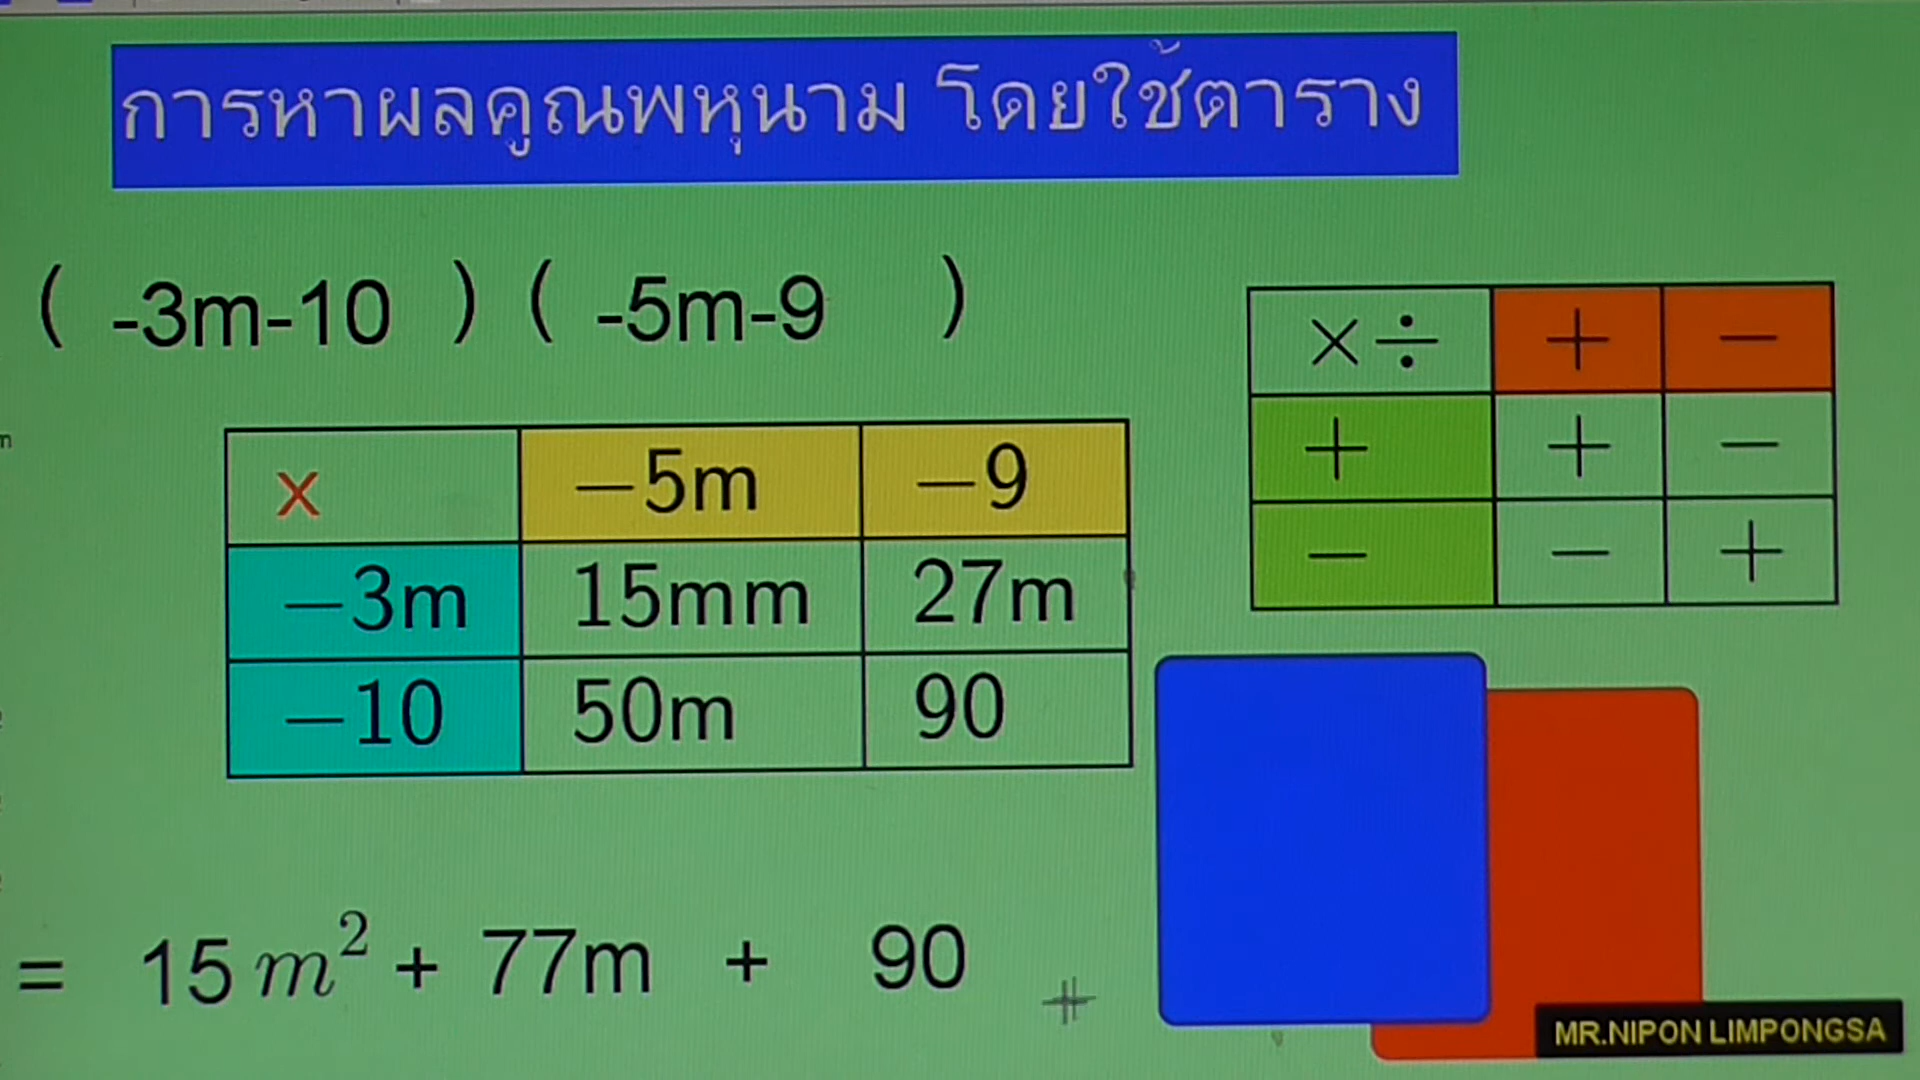 การหาผลคูณพหุนาม โดยใช้ตาราง
( -3m-10 ) ( -5m-9 )
×÷ + −
+ + −
− − +
x −5m −9
−3m 15mm 27m
−10 50m 90
= 15 m² + 77m + 90
MR.NIPON LIMPONGSA